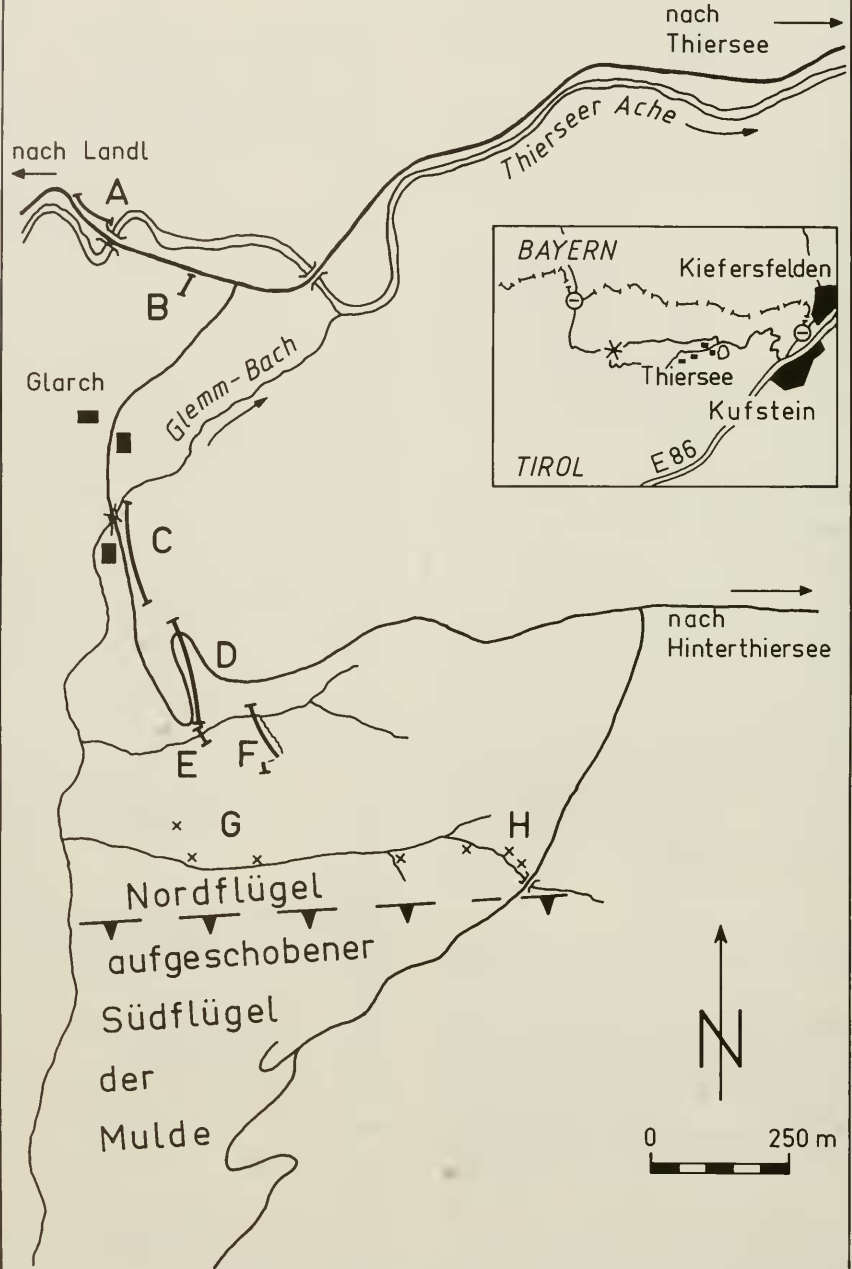 nach
Thiersee
Thierseer Ache
nach Landl
A
B
BAYERN
Kiefersfelden
Thiersee
Kufstein
E 86
TIROL
Glarch
Glemm-Bach
C
D
nach
Hinterthiersee
E
F
G
H
Nordflügel
aufgeschobener
Südflügel
der
Mulde
N
0 250 m